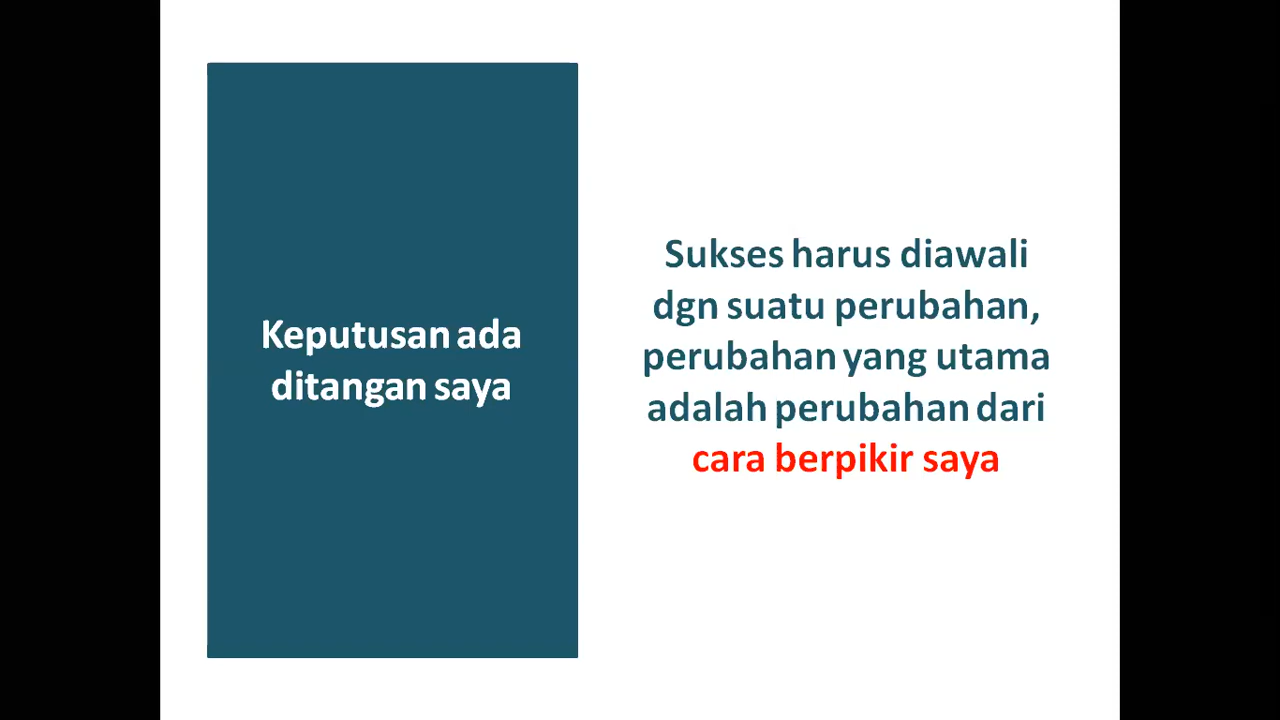 Keputusan ada
ditangan saya
Sukses harus diawali
dgn suatu perubahan,
perubahan yang utama
adalah perubahan dari
cara berpikir saya